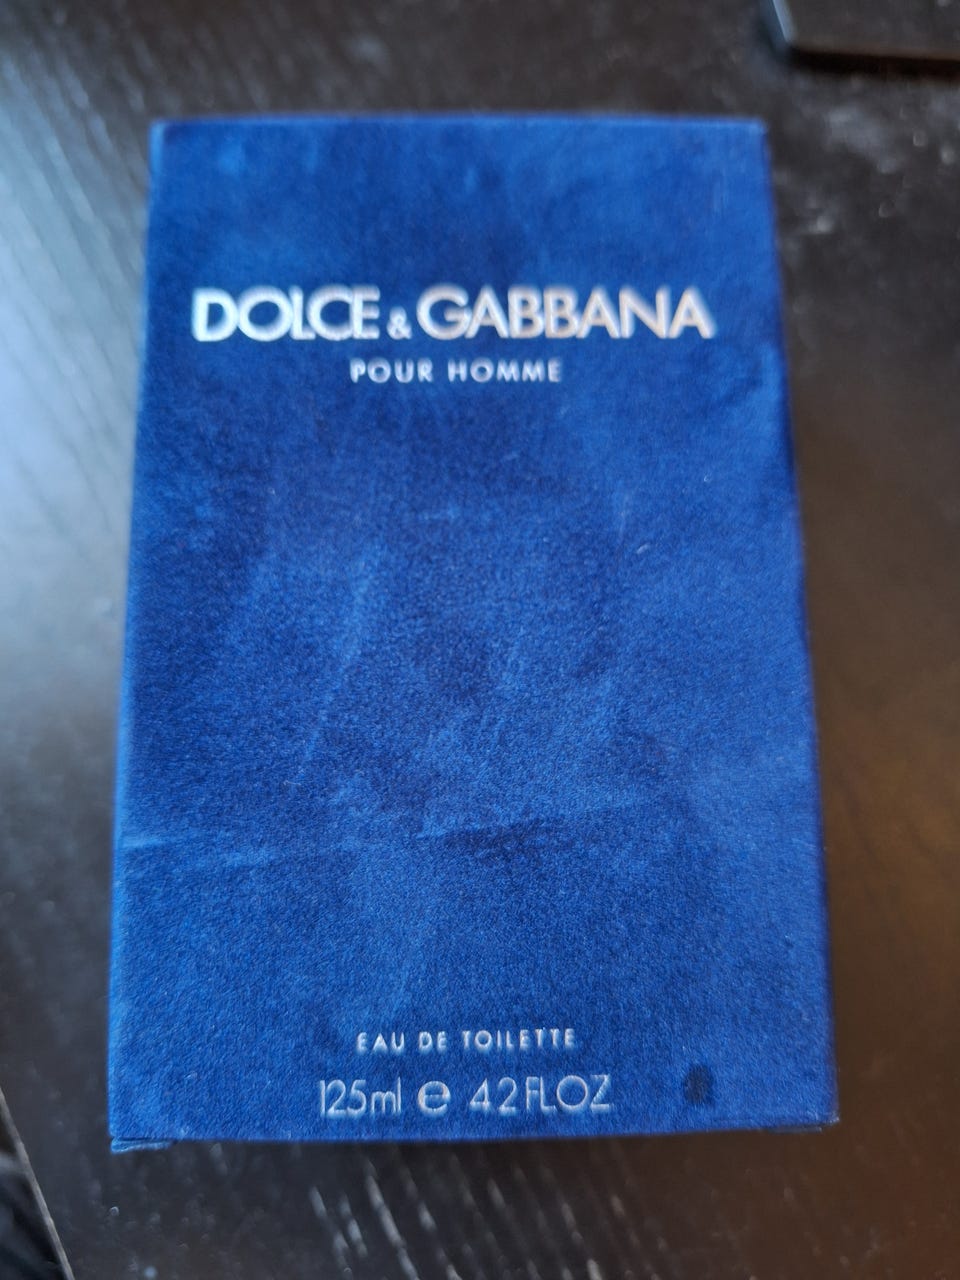 DOLCE & GABBANA
POUR HOMME
EAU DE TOILETTE
125ml ℮ 4.2 FL OZ